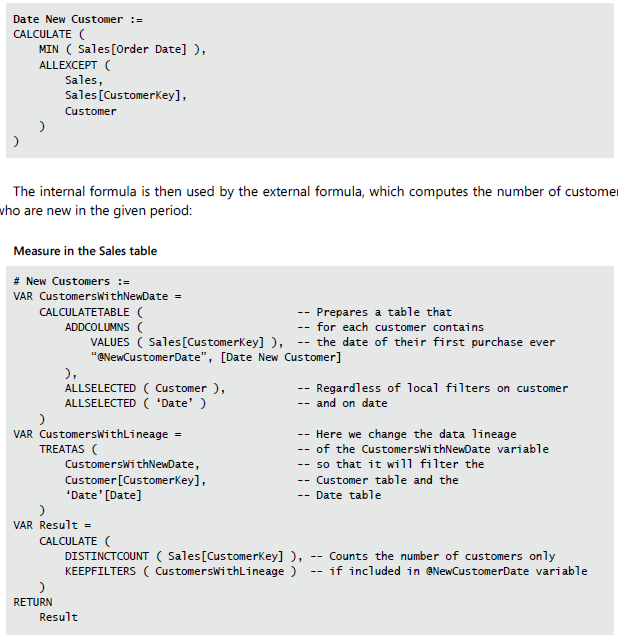 Date New Customer :=
CALCULATE (
    MIN ( Sales[Order Date] ),
    ALLEXCEPT (
        Sales,
        Sales[CustomerKey],
        Customer
    )
)
The internal formula is then used by the external formula, which computes the number of customer
who are new in the given period:
Measure in the Sales table
# New Customers :=
VAR CustomersWithNewDate =
    CALCULATETABLE (                       -- Prepares a table that
        ADDCOLUMNS (                       -- for each customer contains
            VALUES ( Sales[CustomerKey] ), -- the date of their first purchase ever
            “@NewCustomerDate”, [Date New Customer]
        ),
        ALLSELECTED ( Customer ),          -- Regardless of local filters on customer
        ALLSELECTED ( ‘Date’ )             -- and on date
    )
VAR CustomersWithLineage =                 -- Here we change the data lineage
    TREATAS (                              -- of the CustomersWithNewDate variable
        CustomersWithNewDate,              -- so that it will filter the
        Customer[CustomerKey],             -- Customer table and the
        ‘Date’[Date]                       -- Date table
    )
VAR Result =
    CALCULATE (
        DISTINCTCOUNT ( Sales[CustomerKey] ), -- Counts the number of customers only
        KEEPFILTERS ( CustomersWithLineage )  -- if included in @NewCustomerDate variable
    )
RETURN
    Result